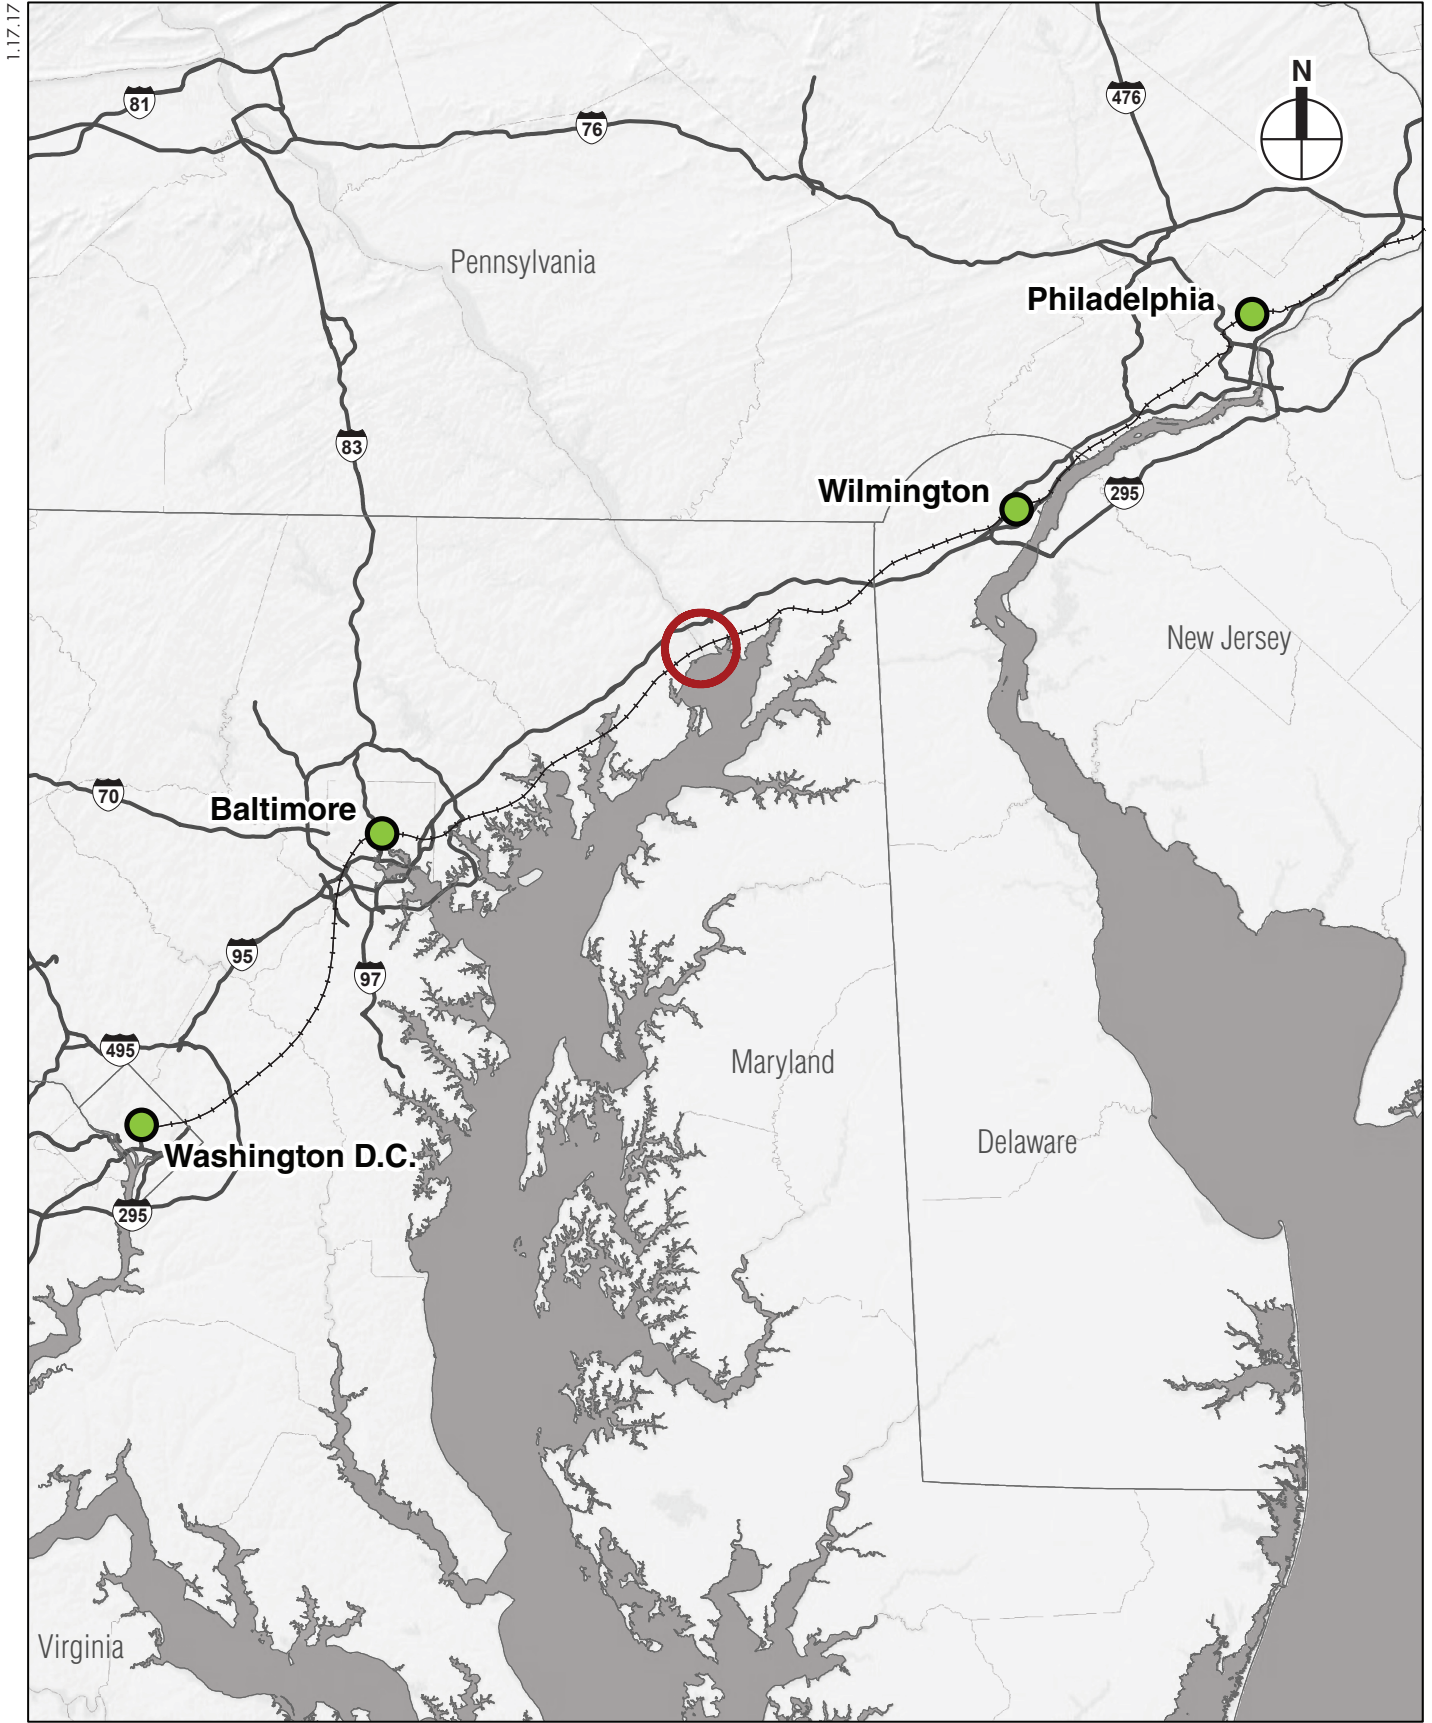 1.17.17
81
76
476
N
Pennsylvania
Philadelphia
83
Wilmington
295
New Jersey
70
Baltimore
95
97
495
Maryland
Delaware
Washington D.C.
295
Virginia